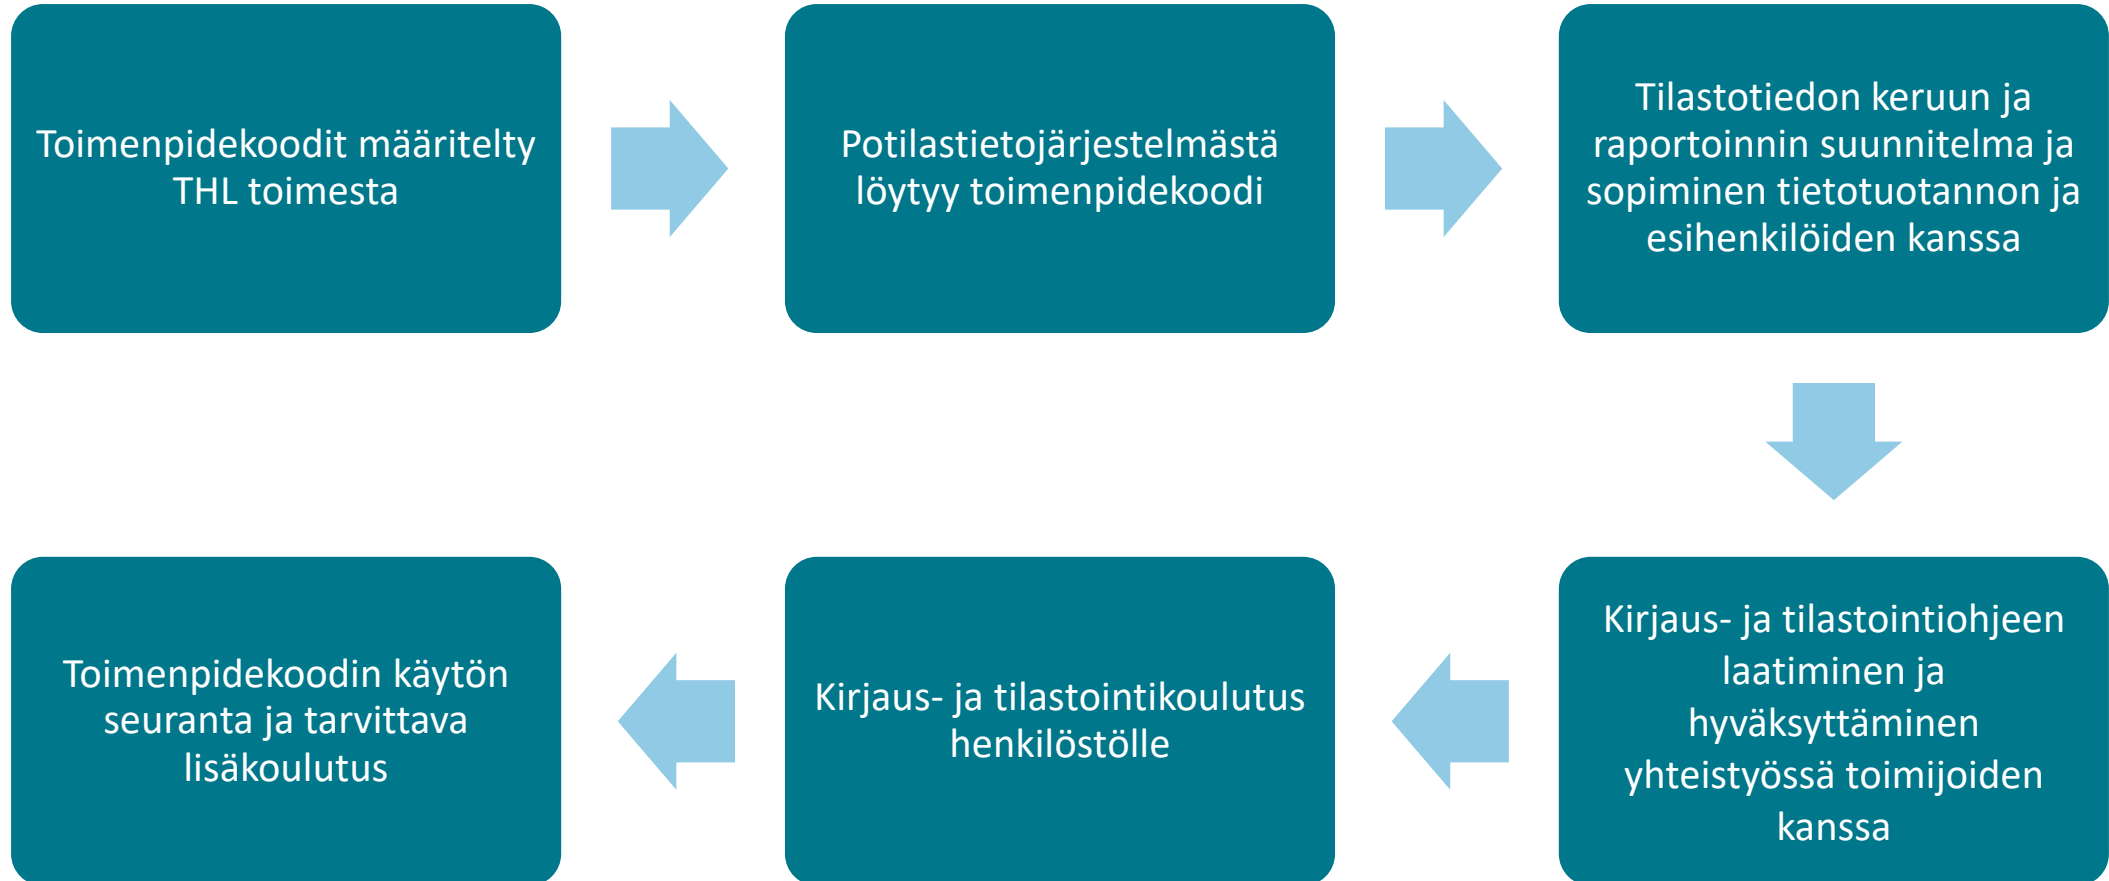 Toimenpidekoodit määritelty
THL toimesta
Potilastietojärjestelmästä
löytyy toimenpidekoodi
Tilastotiedon keruun ja
raportoinnin suunnitelma ja
sopiminen tietotuotannon ja
esihenkilöiden kanssa
Kirjaus- ja tilastointiohjeen
laatiminen ja
hyväksyttäminen
yhteistyössä toimijoiden
kanssa
Kirjaus- ja tilastointikoulutus
henkilöstölle
Toimenpidekoodin käytön
seuranta ja tarvittava
lisäkoulutus